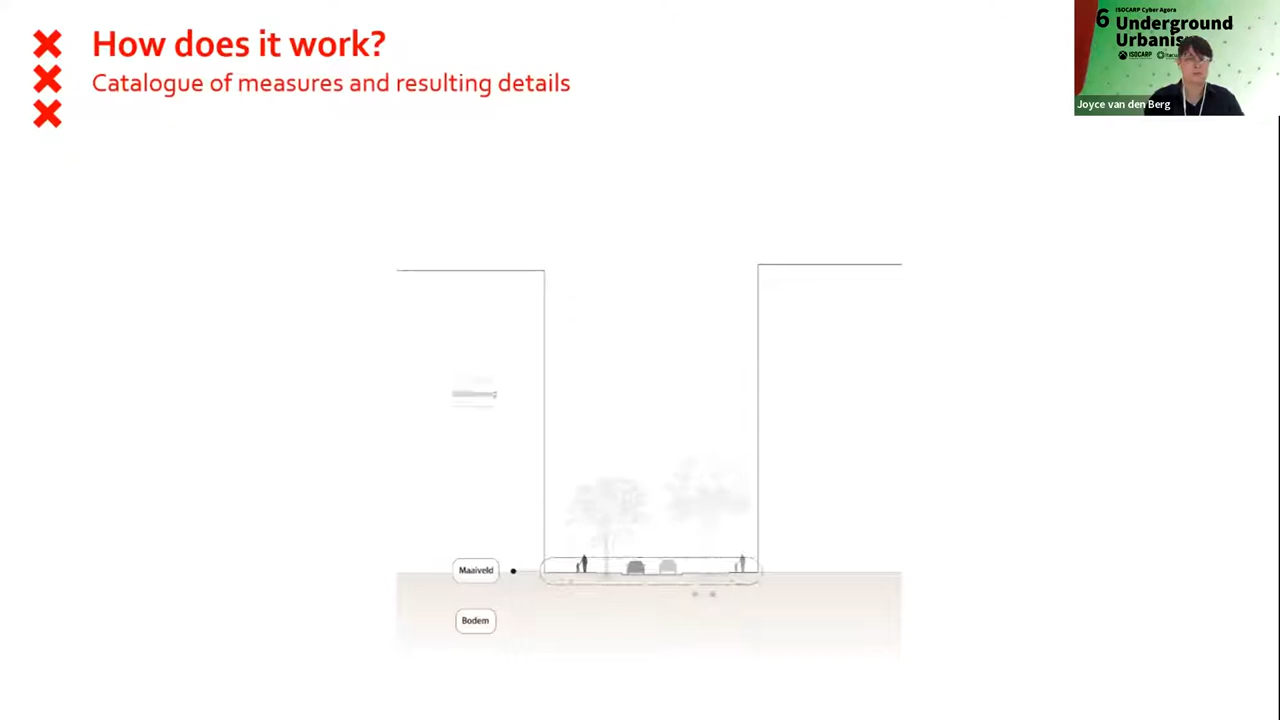 How does it work?
Catalogue of measures and resulting details
6
ISOCARP Cyber Agora
Underground
Urbanis
ISOCARP
Joyce van den Berg
Maaiveld
Bodem